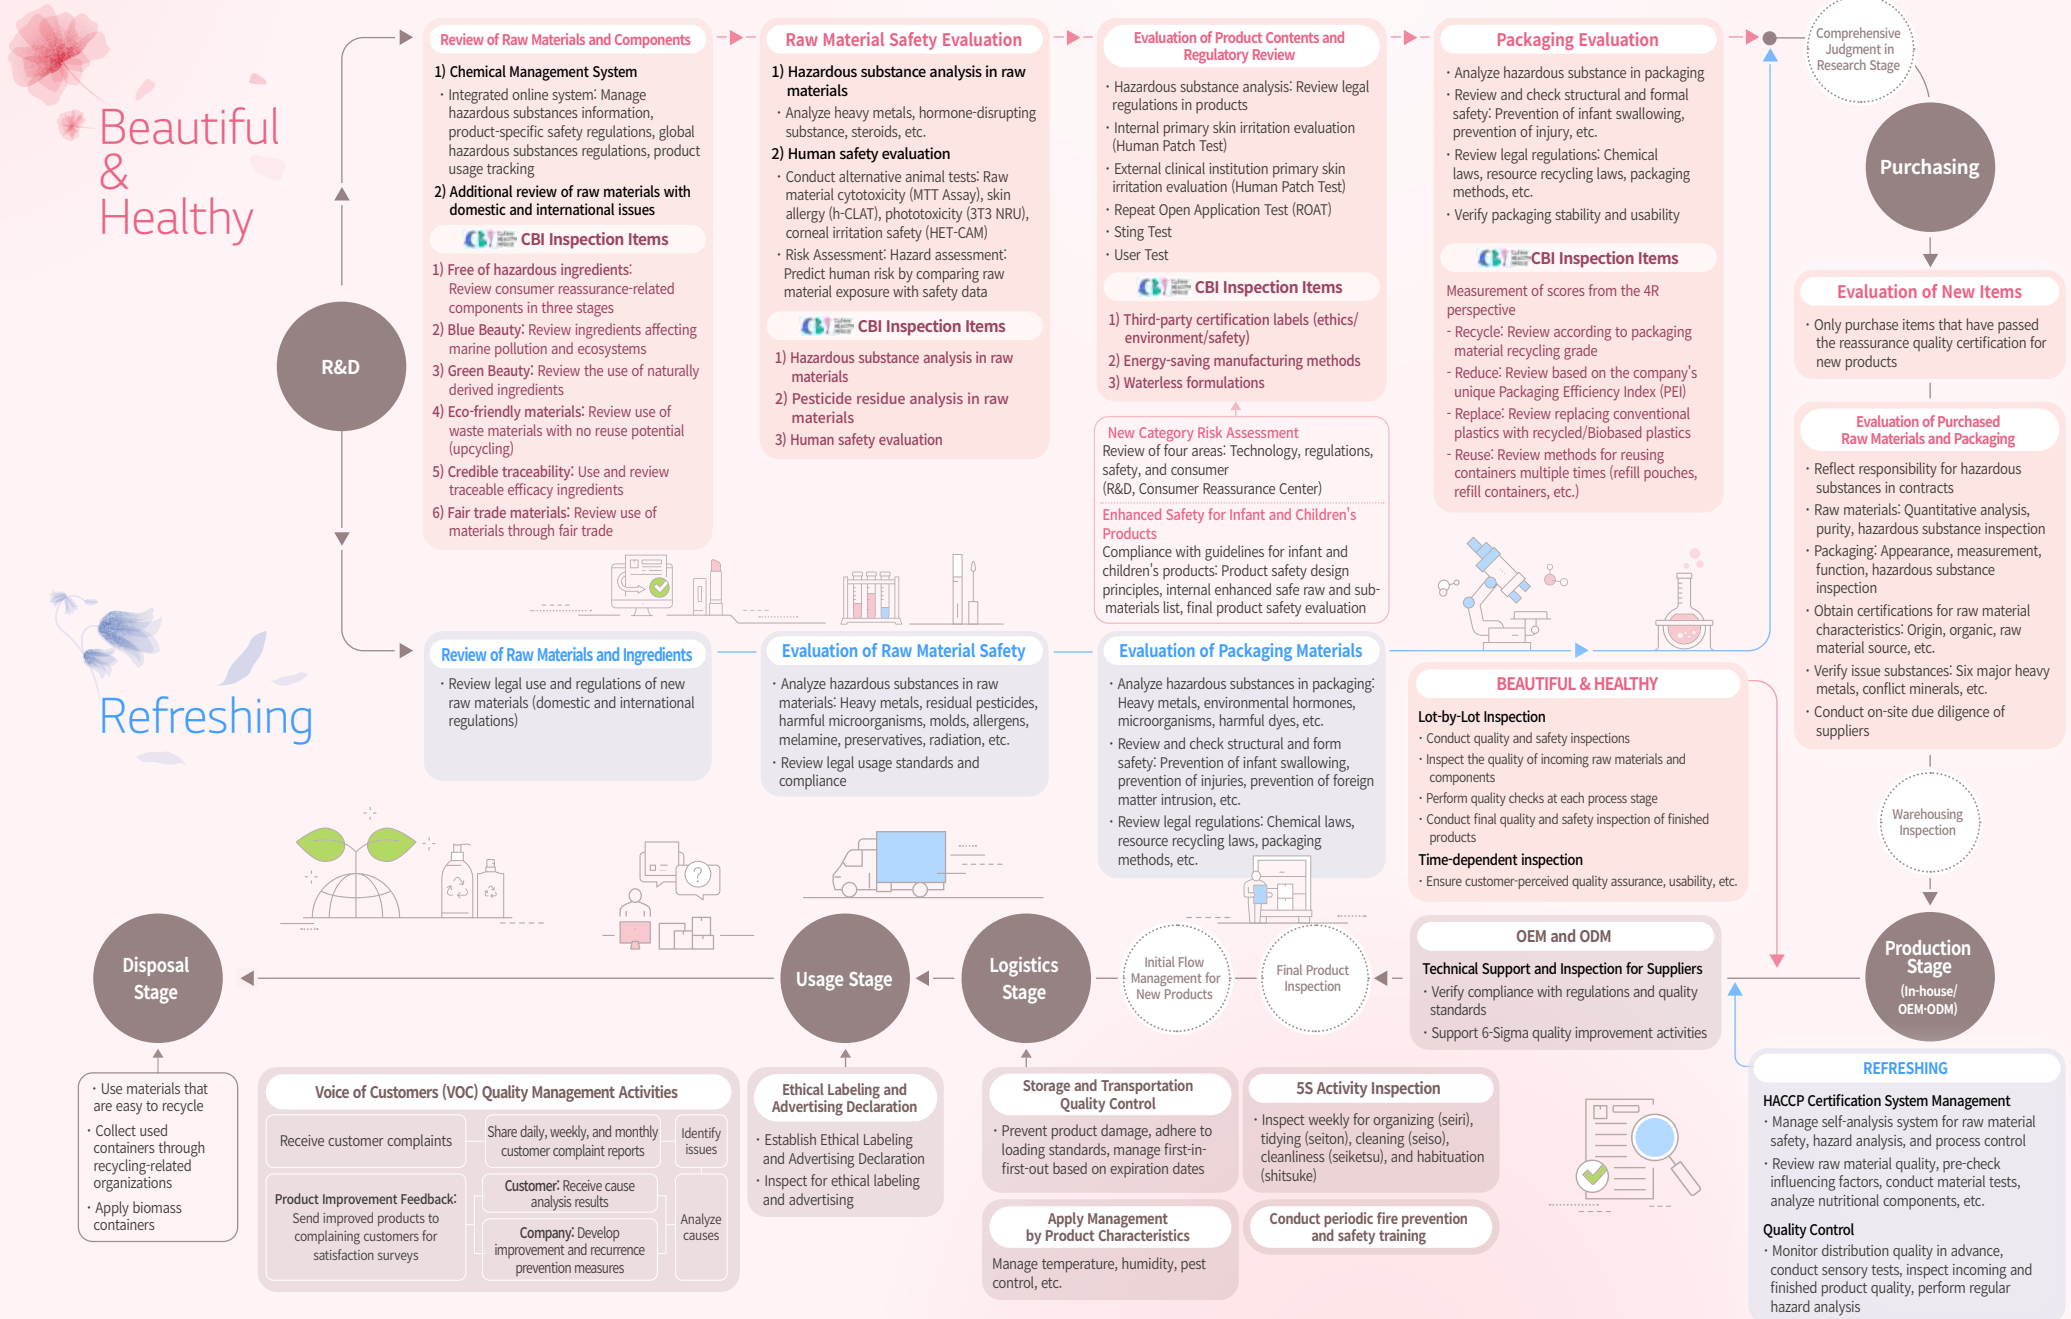 Beautiful
&
Healthy
R&D
Review of Raw Materials and Components
1) Chemical Management System
· Integrated online system: Manage
hazardous substances information,
product-specific safety regulations, global
hazardous substances regulations, product
usage tracking
2) Additional review of raw materials with
domestic and international issues
CBI Inspection Items
1) Free of hazardous ingredients:
Review consumer reassurance-related
components in three stages
2) Blue Beauty: Review ingredients affecting
marine pollution and ecosystems
3) Green Beauty: Review the use of naturally
derived ingredients
4) Eco-friendly materials: Review use of
waste materials with no reuse potential
(upcycling)
5) Credible traceability: Use and review
traceable efficacy ingredients
6) Fair trade materials: Review use of
materials through fair trade
Raw Material Safety Evaluation
1) Hazardous substance analysis in raw
materials
· Analyze heavy metals, hormone-disrupting
substance, steroids, etc.
2) Human safety evaluation
· Conduct alternative animal tests: Raw
material cytotoxicity (MTT Assay), skin
allergy (h-CLAT), phototoxicity (3T3 NRU),
corneal irritation safety (HET-CAM)
· Risk Assessment: Hazard assessment:
Predict human risk by comparing raw
material exposure with safety data
CBI Inspection Items
1) Hazardous substance analysis in raw
materials
2) Pesticide residue analysis in raw
materials
3) Human safety evaluation
Evaluation of Product Contents and
Regulatory Review
· Hazardous substance analysis: Review legal
regulations in products
· Internal primary skin irritation evaluation
(Human Patch Test)
· External clinical institution primary skin
irritation evaluation (Human Patch Test)
· Repeat Open Application Test (ROAT)
· Sting Test
· User Test
CBI Inspection Items
1) Third-party certification labels (ethics/
environment/safety)
2) Energy-saving manufacturing methods
3) Waterless formulations
New Category Risk Assessment
Review of four areas: Technology, regulations,
safety, and consumer
(R&D, Consumer Reassurance Center)
Enhanced Safety for Infant and Children's
Products
Compliance with guidelines for infant and
children's products: Product safety design
principles, internal enhanced safe raw and sub-
materials list, final product safety evaluation
Packaging Evaluation
· Analyze hazardous substance in packaging
· Review and check structural and formal
safety: Prevention of infant swallowing,
prevention of injury, etc.
· Review legal regulations: Chemical
laws, resource recycling laws, packaging
methods, etc.
· Verify packaging stability and usability
CBI Inspection Items
Measurement of scores from the 4R
perspective
- Recycle: Review according to packaging
material recycling grade
- Reduce: Review based on the company's
unique Packaging Efficiency Index (PEI)
- Replace: Review replacing conventional
plastics with recycled/Biobased plastics
- Reuse: Review methods for reusing
containers multiple times (refill pouches,
refill containers, etc.)
Comprehensive
Judgment in
Research Stage
Purchasing
Evaluation of New Items
· Only purchase items that have passed
the reassurance quality certification for
new products
Evaluation of Purchased
Raw Materials and Packaging
· Reflect responsibility for hazardous
substances in contracts
· Raw materials: Quantitative analysis,
purity, hazardous substance inspection
· Packaging: Appearance, measurement,
function, hazardous substance
inspection
· Obtain certifications for raw material
characteristics: Origin, organic, raw
material source, etc.
· Verify issue substances: Six major heavy
metals, conflict minerals, etc.
· Conduct on-site due diligence of
suppliers
Warehousing
Inspection
Refreshing
Review of Raw Materials and Ingredients
· Review legal use and regulations of new
raw materials (domestic and international
regulations)
Evaluation of Raw Material Safety
· Analyze hazardous substances in raw
materials: Heavy metals, residual pesticides,
harmful microorganisms, molds, allergens,
melamine, preservatives, radiation, etc.
· Review legal usage standards and
compliance
Evaluation of Packaging Materials
· Analyze hazardous substances in packaging:
Heavy metals, environmental hormones,
microorganisms, harmful dyes, etc.
· Review and check structural and form
safety: Prevention of infant swallowing,
prevention of injuries, prevention of foreign
matter intrusion, etc.
· Review legal regulations: Chemical laws,
resource recycling laws, packaging
methods, etc.
BEAUTIFUL & HEALTHY
Lot-by-Lot Inspection
· Conduct quality and safety inspections
· Inspect the quality of incoming raw materials and
components
· Perform quality checks at each process stage
· Conduct final quality and safety inspection of finished
products
Time-dependent inspection
· Ensure customer-perceived quality assurance, usability, etc.
Production
Stage
(In-house/
OEM·ODM)
OEM and ODM
Technical Support and Inspection for Suppliers
· Verify compliance with regulations and quality
standards
· Support 6-Sigma quality improvement activities
REFRESHING
HACCP Certification System Management
· Manage self-analysis system for raw material
safety, hazard analysis, and process control
· Review raw material quality, pre-check
influencing factors, conduct material tests,
analyze nutritional components, etc.
Quality Control
· Monitor distribution quality in advance,
conduct sensory tests, inspect incoming and
finished product quality, perform regular
hazard analysis
Final Product
Inspection
Initial Flow
Management for
New Products
Logistics
Stage
Storage and Transportation
Quality Control
· Prevent product damage, adhere to
loading standards, manage first-in-
first-out based on expiration dates
5S Activity Inspection
· Inspect weekly for organizing (seiri),
tidying (seiton), cleaning (seiso),
cleanliness (seiketsu), and habituation
(shitsuke)
Apply Management
by Product Characteristics
Manage temperature, humidity, pest
control, etc.
Conduct periodic fire prevention
and safety training
Usage Stage
Ethical Labeling and
Advertising Declaration
· Establish Ethical Labeling
and Advertising Declaration
· Inspect for ethical labeling
and advertising
Voice of Customers (VOC) Quality Management Activities
Receive customer complaints
Share daily, weekly, and monthly
customer complaint reports
Identify
issues
Product Improvement Feedback:
Send improved products to
complaining customers for
satisfaction surveys
Customer: Receive cause
analysis results
Company: Develop
improvement and recurrence
prevention measures
Analyze
causes
Disposal
Stage
· Use materials that
are easy to recycle
· Collect used
containers through
recycling-related
organizations
· Apply biomass
containers
?